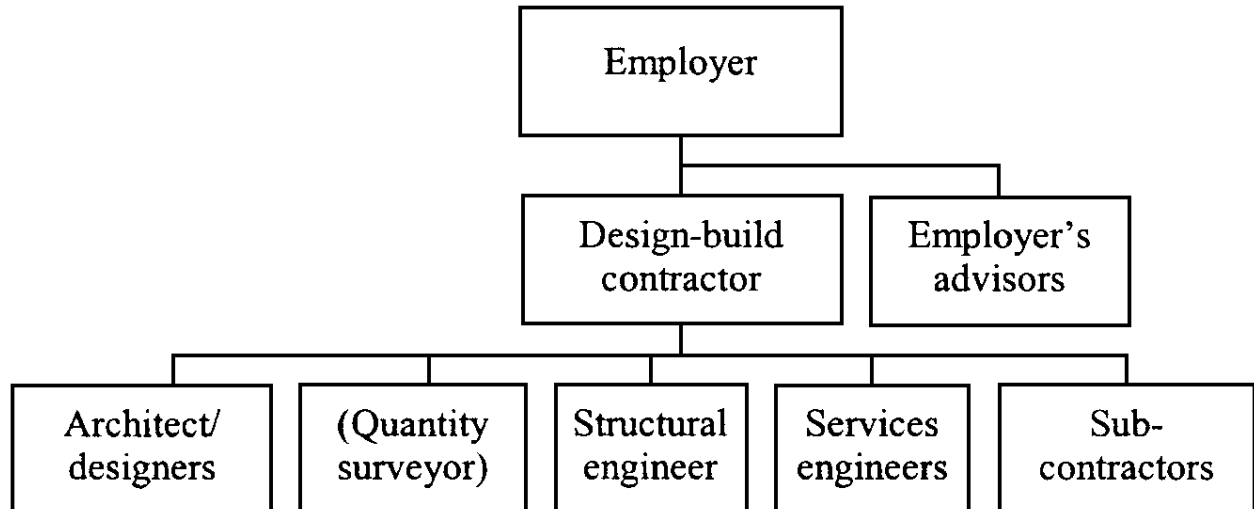 Employer
Design-build
contractor
Employer’s
advisors
Architect/
designers
(Quantity
surveyor)
Structural
engineer
Services
engineers
Sub-
contractors